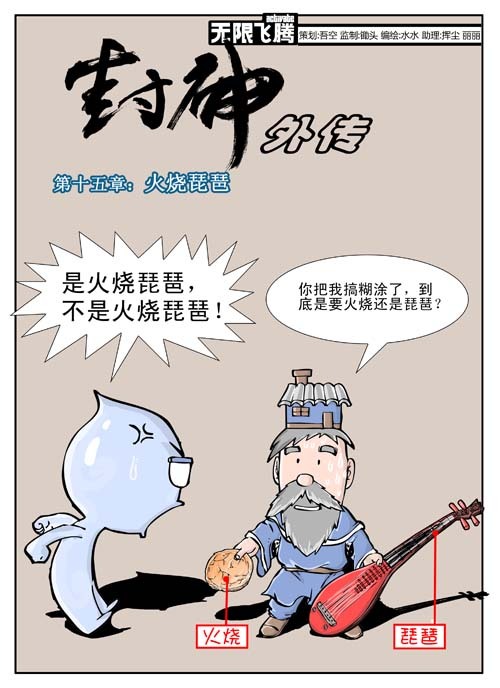 activate
无限飞腾
策划:吾空 监制:锄头 编绘:水水 助理:挥尘 丽丽
封神
外传
第十五章：火烧琵琶
是火烧琵琶，
不是火烧琵琶！
你把我搞糊涂了，到
底是要火烧还是琵琶？
火烧
琵琶